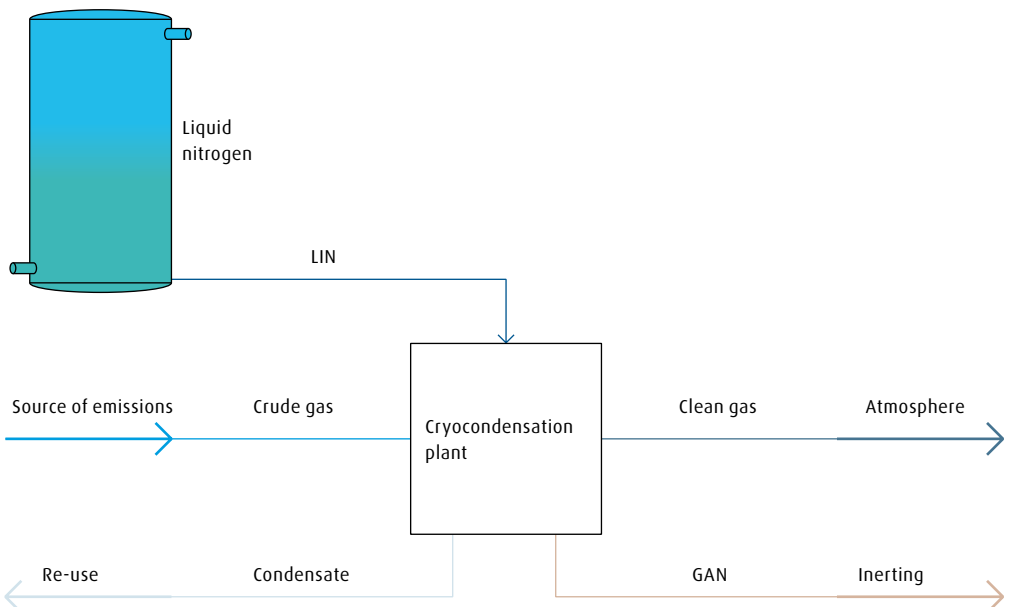 Liquid
nitrogen
LIN
Source of emissions
Crude gas
Cryocondensation
plant
Clean gas
Atmosphere
Re-use
Condensate
GAN
Inerting